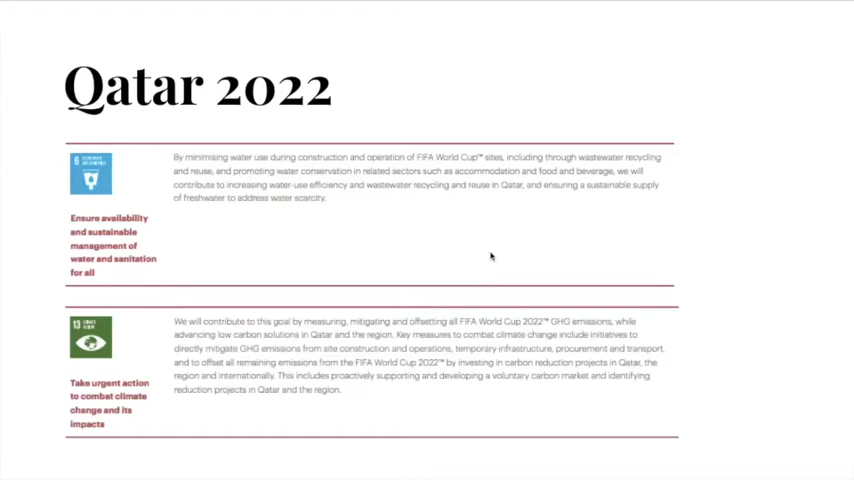 Qatar 2022
6
By minimising water use during construction and operation of FIFA World Cup™ sites, including through wastewater recycling
and reuse, and promoting water conservation in related sectors such as accommodation and food and beverage, we will
contribute to increasing water-use efficiency and wastewater recycling and reuse in Qatar, and ensuring a sustainable supply
of freshwater to address water scarcity.
Ensure availability
and sustainable
management of
water and sanitation
for all
13 CLIMATE
ACTION
We will contribute to this goal by measuring, mitigating and offsetting all FIFA World Cup 2022™ GHG emissions, while
advancing low carbon solutions in Qatar and the region. Key measures to combat climate change include initiatives to
directly mitigate GHG emissions from site construction and operations, temporary infrastructure, procurement and transport,
and to offset all remaining emissions from the FIFA World Cup 2022™ by investing in carbon reduction projects in Qatar, the
region and internationally. This includes proactively supporting and developing a voluntary carbon market and identifying
reduction projects in Qatar and the region.
Take urgent action
to combat climate
change and its
impacts